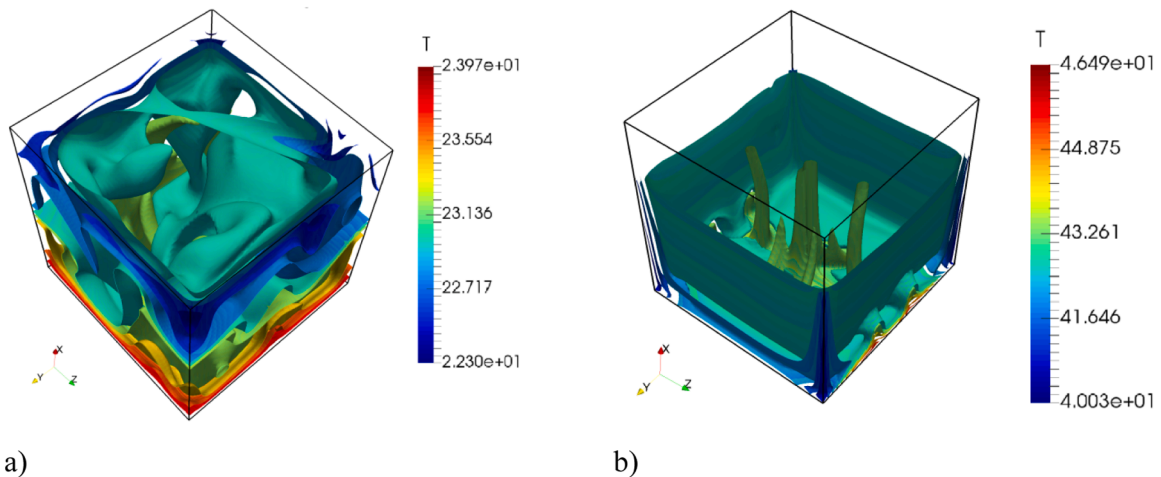 T
2.397e+01
23.554
23.136
22.717
2.230e+01
X
Y
Z
a)
T
4.649e+01
44.875
43.261
41.646
4.003e+01
X
Y
Z
b)